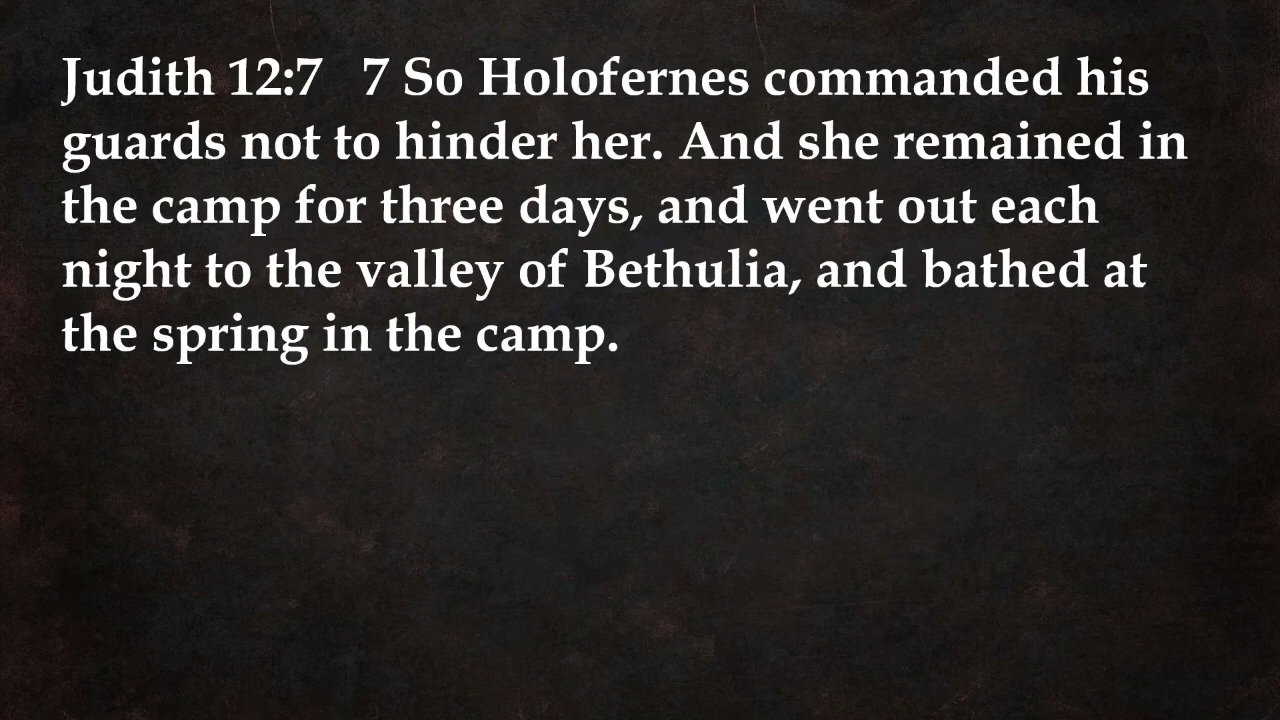 Judith 12:7   7 So Holofernes commanded his
guards not to hinder her. And she remained in
the camp for three days, and went out each
night to the valley of Bethulia, and bathed at
the spring in the camp.